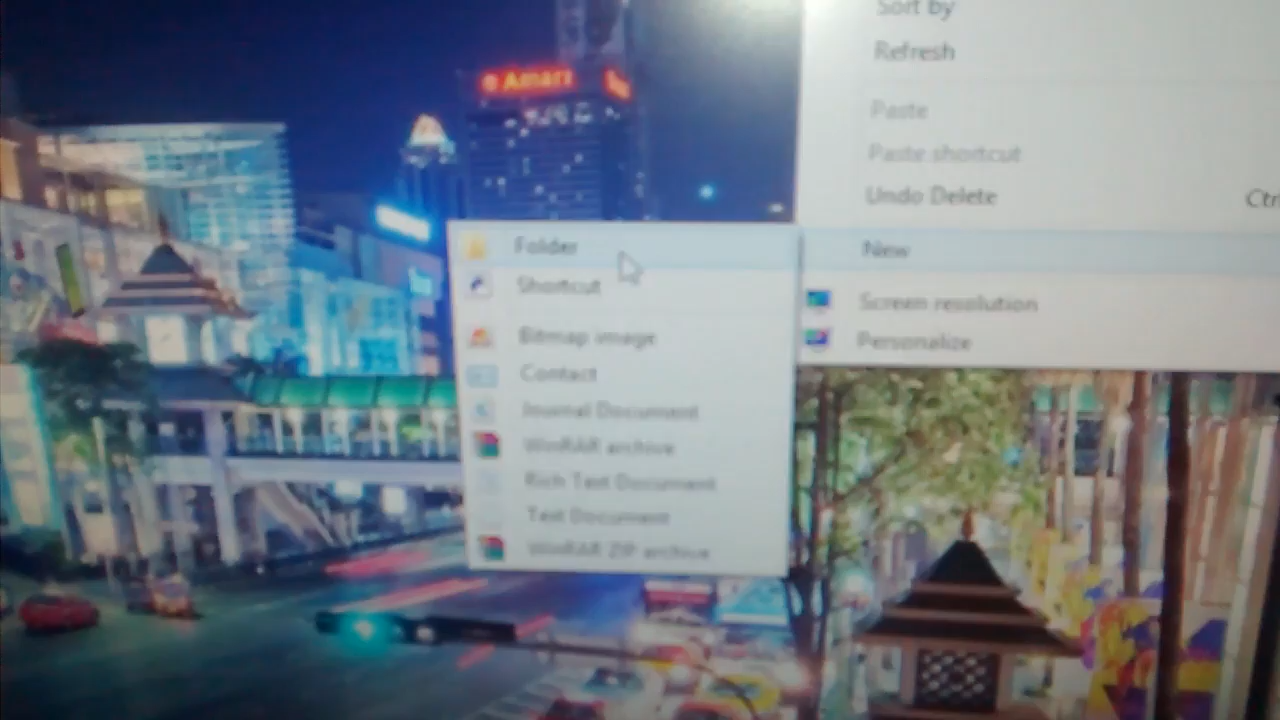 Amari
Sort by
Refresh
Paste
Paste shortcut
Undo Delete
Ctr
New
Screen resolution
Personalize
Folder
Shortcut
Bitmap image
Contact
Journal Document
WinRAR archive
Rich Text Document
Text Document
WinRAR ZIP archive